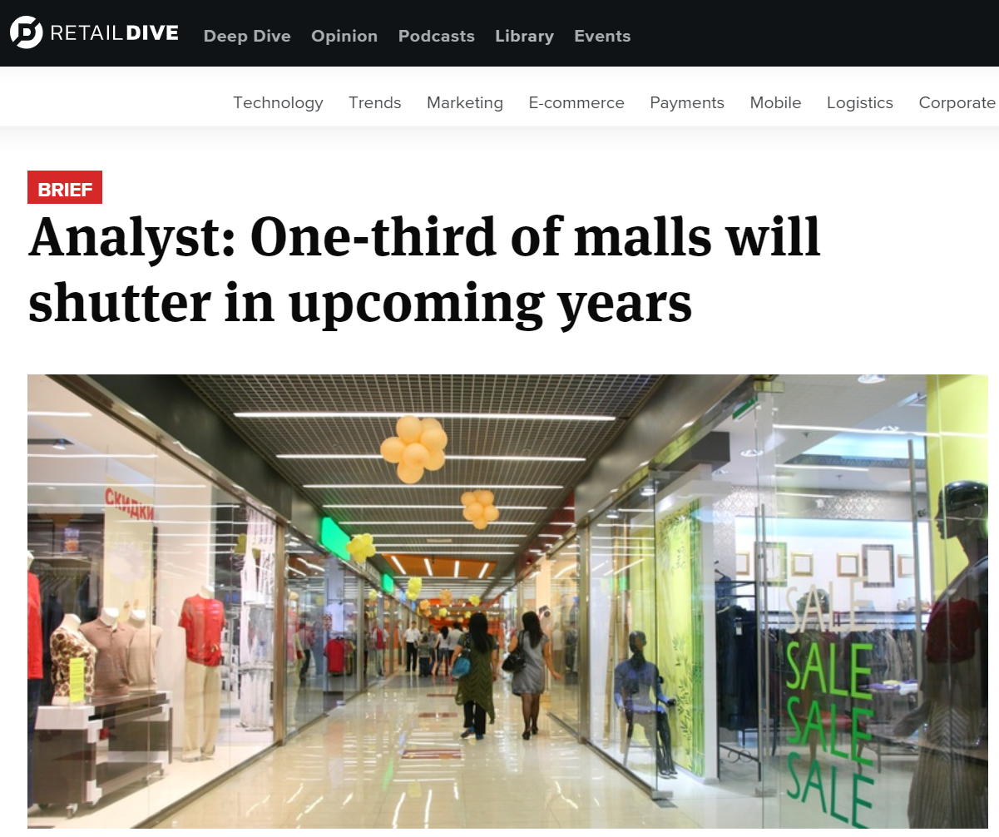 RETAILDIVE
Deep Dive Opinion Podcasts Library Events
Technology Trends Marketing E-commerce Payments Mobile Logistics Corporate
BRIEF
Analyst: One-third of malls will
shutter in upcoming years
СКИДКИ
SALE
SALE
SALE
SALE